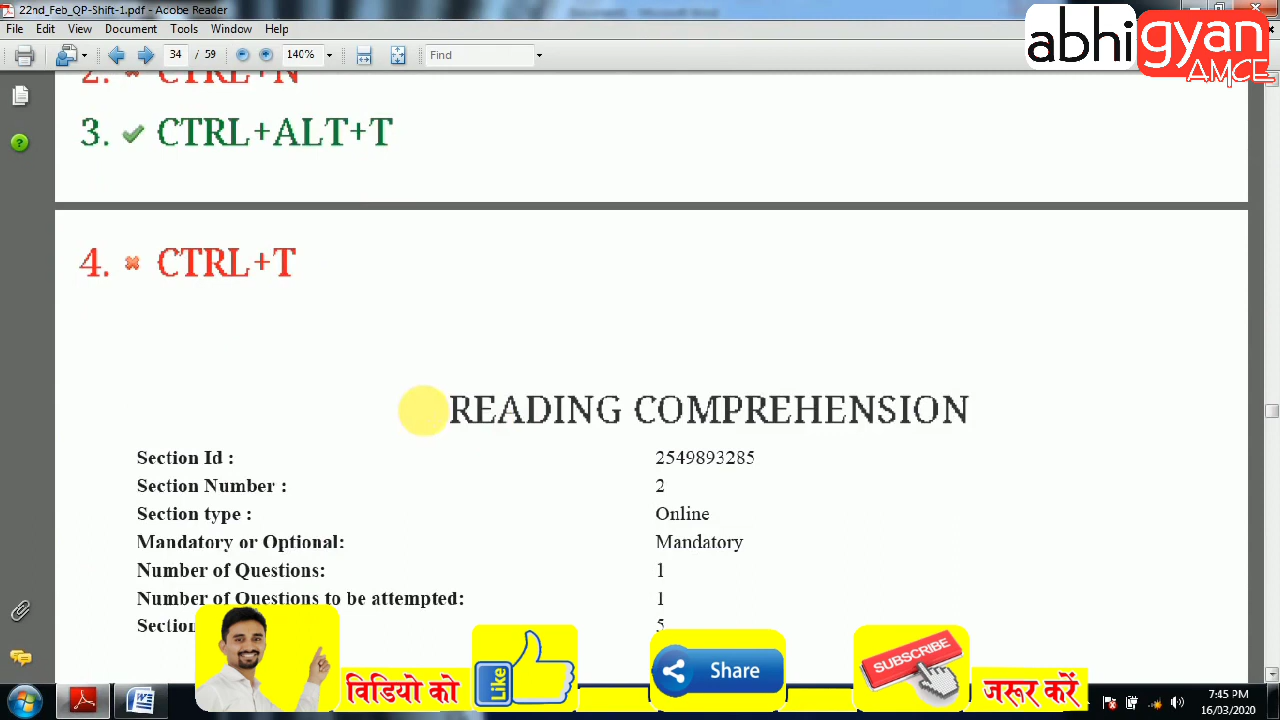 22nd_Feb_QP-Shift-1.pdf - Adobe Reader
File Edit View Document Tools Window Help
34 / 59 140% Find
abhigyan
AMCE
2. CTRL+N
3. CTRL+ALT+T
4. CTRL+T
READING COMPREHENSION
Section Id : 2549893285
Section Number : 2
Section type : Online
Mandatory or Optional: Mandatory
Number of Questions: 1
Number of Questions to be attempted: 1
Section 5
विडियो को Like Share SUBSCRIBE जरूर करें
7:45 PM
16/03/2020